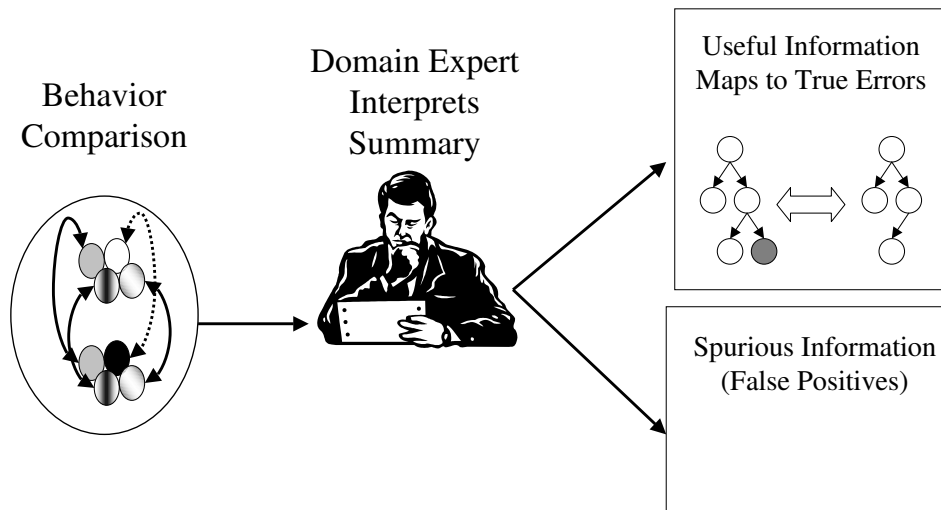 Behavior
Comparison
Domain Expert
Interprets
Summary
Useful Information
Maps to True Errors
Spurious Information
(False Positives)